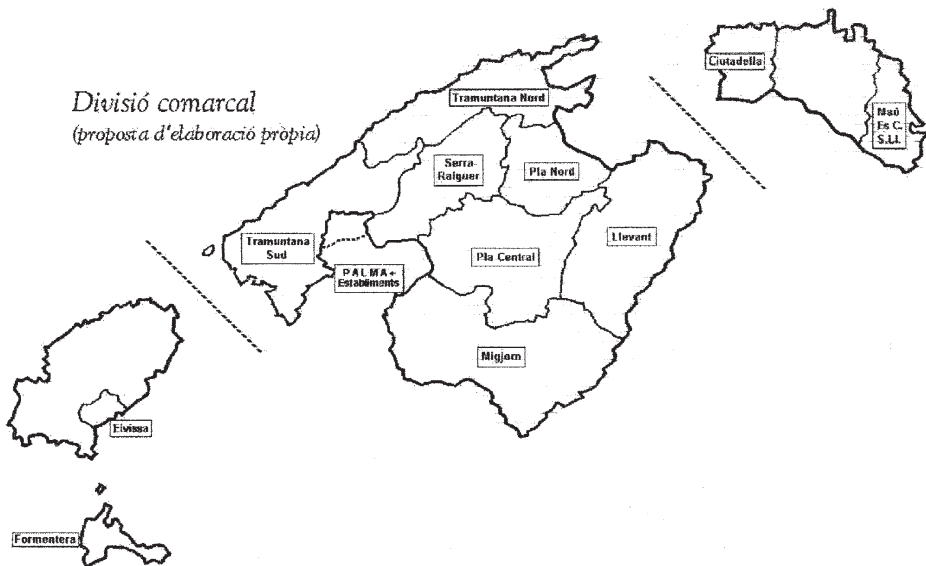 Divisió comarcal
(proposta d'elaboració pròpia)
Tramuntana Nord
Ciutadella
Maó
Es C.
S.Ll.
Serra-
Raiguer
Pla Nord
Tramuntana
Sud
PALMA+
Establiments
Pla Central
Llevant
Migjorn
Eivissa
Formentera